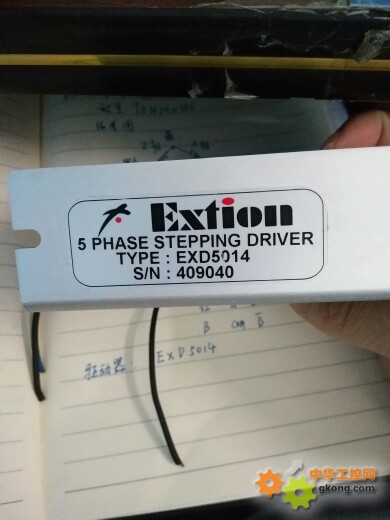 Extion
5 PHASE STEPPING DRIVER
TYPE : EXD5014
S/N : 409040
B COM B̅
驱动器: EXD5014
中华工控网
gkong.com